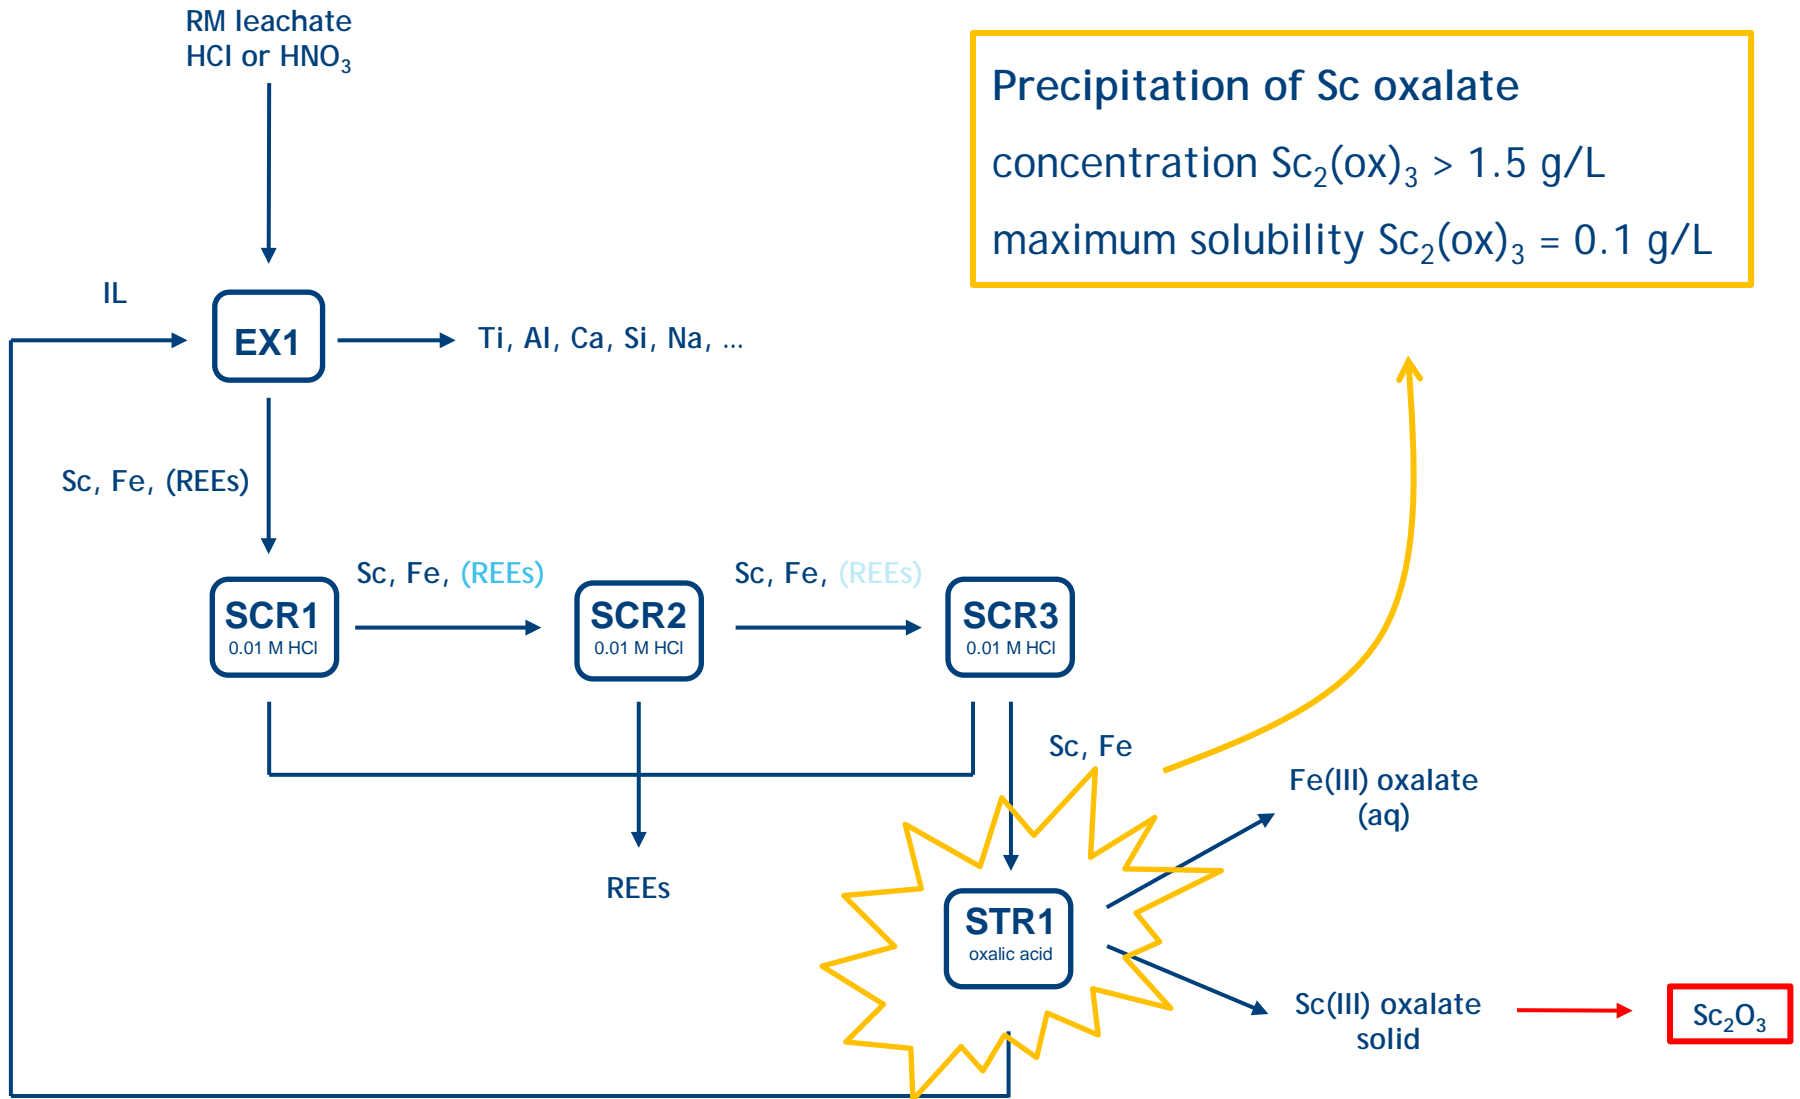 RM leachate
HCl or HNO₃
Precipitation of Sc oxalate
concentration Sc₂(ox)₃ > 1.5 g/L
maximum solubility Sc₂(ox)₃ = 0.1 g/L
IL
EX1
Ti, Al, Ca, Si, Na, ...
Sc, Fe, (REEs)
Sc, Fe, (REEs)
Sc, Fe, (REEs)
SCR1
0.01 M HCl
SCR2
0.01 M HCl
SCR3
0.01 M HCl
Sc, Fe
Fe(III) oxalate
(aq)
REEs
STR1
oxalic acid
Sc(III) oxalate
solid
Sc₂O₃